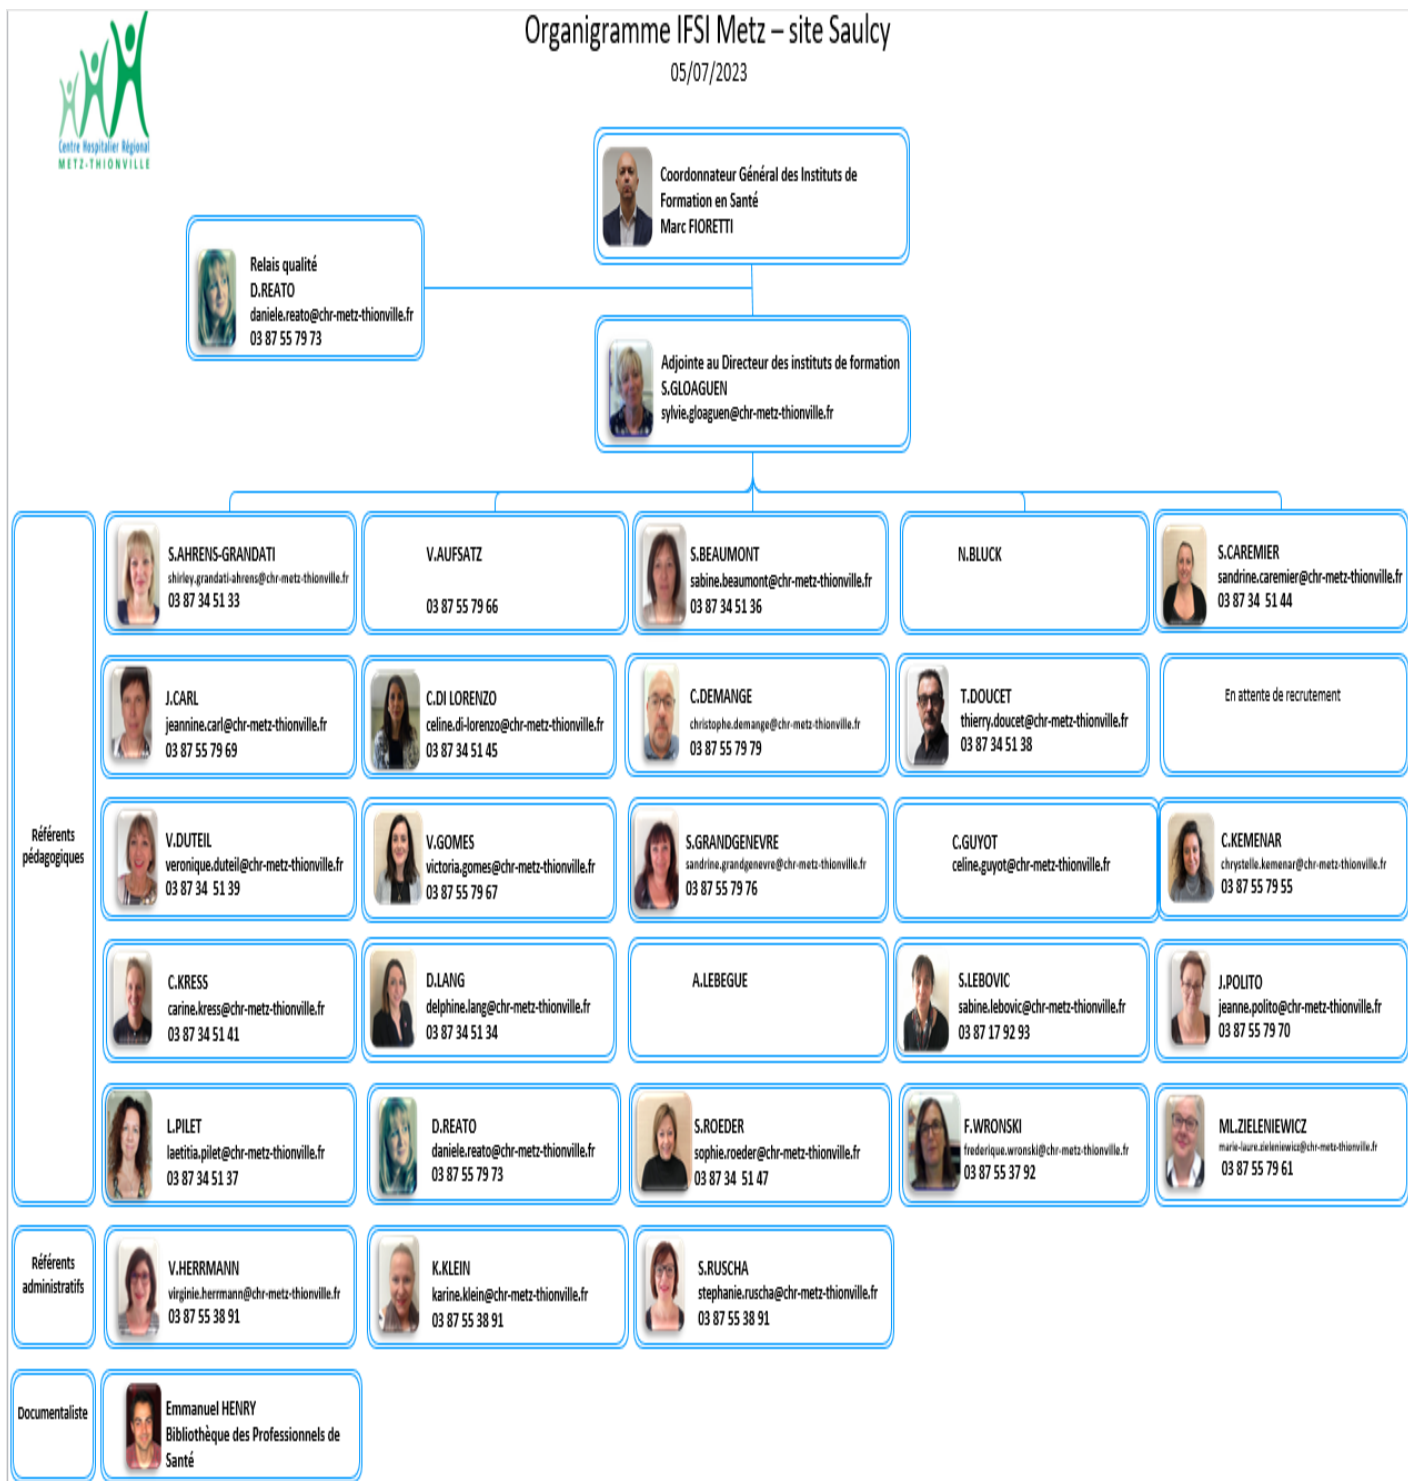 Organigramme IFSI Metz – site Saulcy
05/07/2023
Centre Hospitalier Régional
METZ-THIONVILLE
Coordonnateur Général des Instituts de
Formation en Santé
Marc FIORETTI
Relais qualité
D.REATO
daniele.reato@chr-metz-thionville.fr
03 87 55 79 73
Adjointe au Directeur des instituts de formation
S.GLOAGUEN
sylvie.gloaguen@chr-metz-thionville.fr
Référents
pédagogiques
S.AHRENS-GRANDATI
shirley.grandati-ahrens@chr-metz-thionville.fr
03 87 34 51 33
V.AUFSATZ
03 87 55 79 66
S.BEAUMONT
sabine.beaumont@chr-metz-thionville.fr
03 87 34 51 36
N.BLUCK
S.CAREMIER
sandrine.caremier@chr-metz-thionville.fr
03 87 34 51 44
J.CARL
jeannine.carl@chr-metz-thionville.fr
03 87 55 79 69
C.DI LORENZO
celine.di-lorenzo@chr-metz-thionville.fr
03 87 34 51 45
C.DEMANGE
christophe.demange@chr-metz-thionville.fr
03 87 55 79 79
T.DOUCET
thierry.doucet@chr-metz-thionville.fr
03 87 34 51 38
En attente de recrutement
V.DUTEIL
veronique.duteil@chr-metz-thionville.fr
03 87 34 51 39
V.GOMES
victoria.gomes@chr-metz-thionville.fr
03 87 55 79 67
S.GRANDGENEVRE
sandrine.grandgenevre@chr-metz-thionville.fr
03 87 55 79 76
C.GUYOT
celine.guyot@chr-metz-thionville.fr
C.KEMENAR
chrystelle.kemenar@chr-metz-thionville.fr
03 87 55 79 55
C.KRESS
carine.kress@chr-metz-thionville.fr
03 87 34 51 41
D.LANG
delphine.lang@chr-metz-thionville.fr
03 87 34 51 34
A.LEBEGUE
S.LEBOVIC
sabine.lebovic@chr-metz-thionville.fr
03 87 17 92 93
J.POLITO
jeanne.polito@chr-metz-thionville.fr
03 87 55 79 70
L.PILET
laetitia.pilet@chr-metz-thionville.fr
03 87 34 51 37
D.REATO
daniele.reato@chr-metz-thionville.fr
03 87 55 79 73
S.ROEDER
sophie.roeder@chr-metz-thionville.fr
03 87 34 51 47
F.WRONSKI
frederique.wronski@chr-metz-thionville.fr
03 87 55 37 92
ML.ZIELENIEWICZ
marie-laure.zieleniewicz@chr-metz-thionville.fr
03 87 55 79 61
Référents
administratifs
V.HERRMANN
virginie.herrmann@chr-metz-thionville.fr
03 87 55 38 91
K.KLEIN
karine.klein@chr-metz-thionville.fr
03 87 55 38 91
S.RUSCHA
stephanie.ruscha@chr-metz-thionville.fr
03 87 55 38 91
Documentaliste
Emmanuel HENRY
Bibliothèque des Professionnels de
Santé